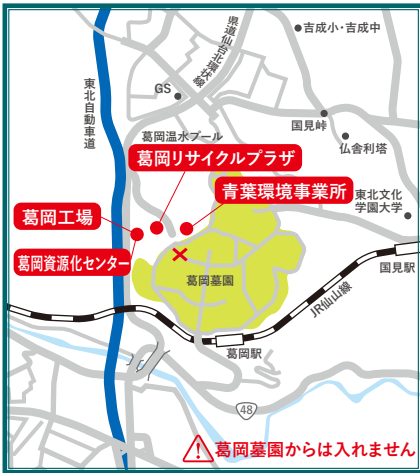 吉成小・吉成中
県道仙台北環状線
東北自動車道
GS
国見峠
葛岡温水プール
仏舎利塔
葛岡リサイクルプラザ
青葉環境事業所
東北文化
学園大学
葛岡工場
葛岡資源化センター
国見駅
葛岡墓園
JR仙山線
葛岡駅
48
葛岡墓園からは入れません